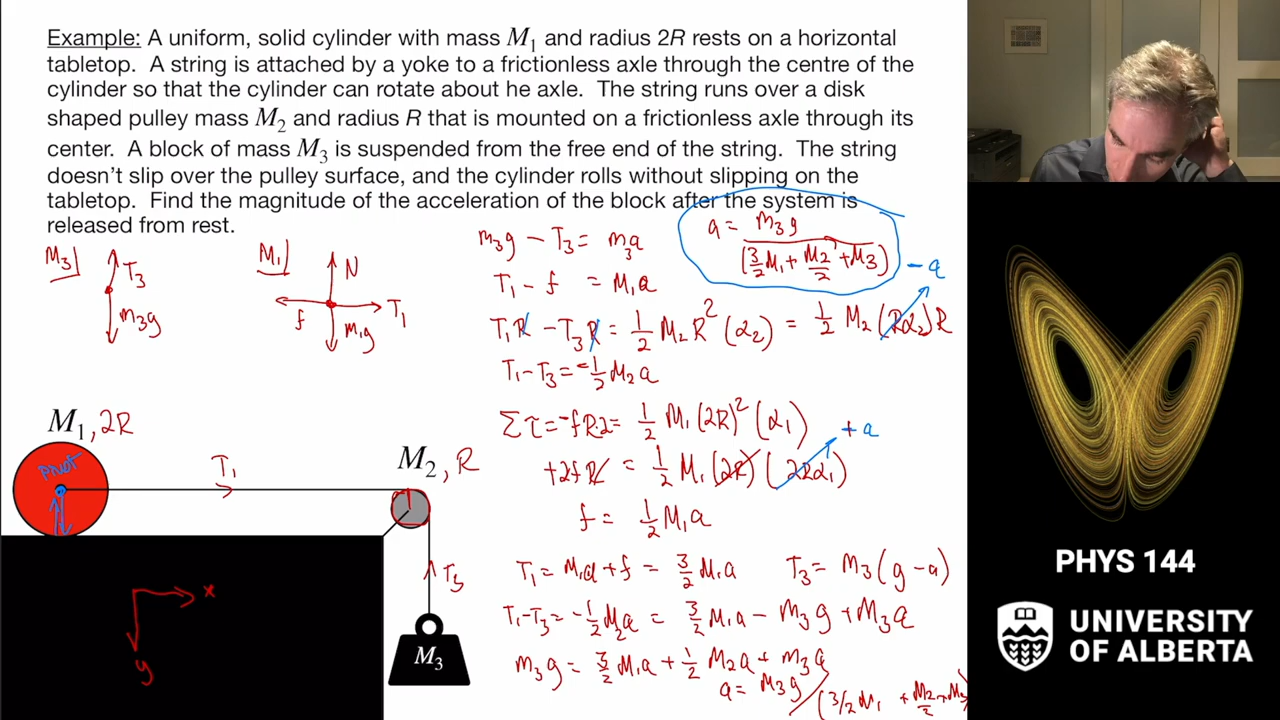 Example: A uniform, solid cylinder with mass M₁ and radius 2R rests on a horizontal
tabletop. A string is attached by a yoke to a frictionless axle through the centre of the
cylinder so that the cylinder can rotate about he axle. The string runs over a disk
shaped pulley mass M₂ and radius R that is mounted on a frictionless axle through its
center. A block of mass M₃ is suspended from the free end of the string. The string
doesn't slip over the pulley surface, and the cylinder rolls without slipping on the
tabletop. Find the magnitude of the acceleration of the block after the system is
released from rest.
M₃
T₃
m₃g
M₁
N
f
T₁
m₁g
m₃g - T₃ = m₃a
a = m₃g / (3/2 M₁ + M₂/2 + M₃)
T₁ - f = M₁a
- a
T₁R - T₃R = 1/2 M₂R² (α₂) = 1/2 M₂(Rα₂)R
T₁ - T₃ = -1/2 M₂a
Στ = -fR2 = 1/2 M₁(2R)² (α₁)
+ a
+2fR = 1/2 M₁(2R)(2Rα₁)
f = 1/2 M₁a
T₁ = M₁a + f = 3/2 M₁a
T₃ = M₃(g - a)
T₁ - T₃ = -1/2 M₂a = 3/2 M₁a - M₃g + M₃a
m₃g = 3/2 M₁a + 1/2 M₂a + m₃a
a = M₃g / (3/2 M₁ + M₂/2 + M₃)
M₁, 2R
Pivot
T₁
M₂, R
T₃
M₃
x
y
PHYS 144
UNIVERSITY
OF ALBERTA